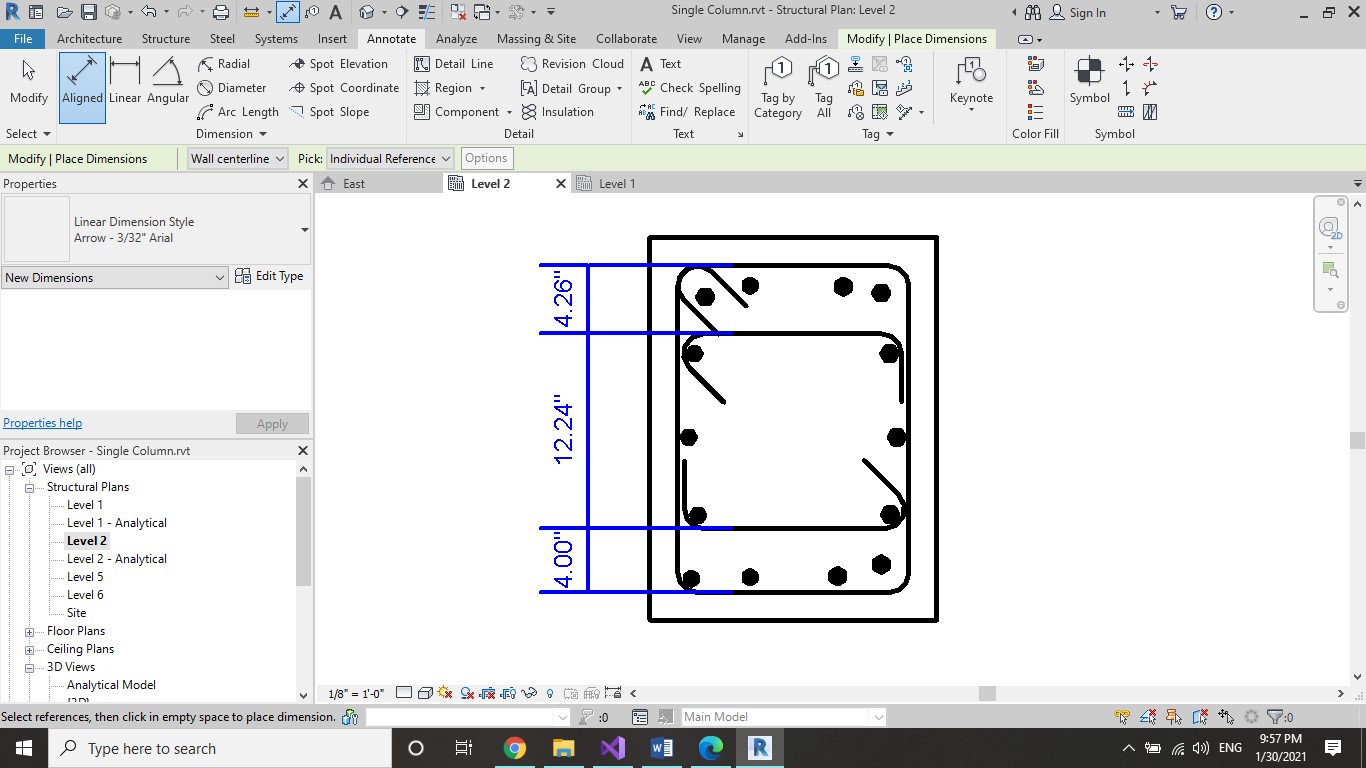 Single Column.rvt - Structural Plan: Level 2
Sign In
File Architecture Structure Steel Systems Insert Annotate Analyze Massing & Site Collaborate View Manage Add-Ins Modify | Place Dimensions
Modify
Aligned
Linear
Angular
Radial
Diameter
Arc Length
Spot Elevation
Spot Coordinate
Spot Slope
Detail Line
Region
Component
Revision Cloud
Detail Group
Insulation
Text
Check Spelling
Find/ Replace
Tag by
Category
Tag
All
Keynote
Symbol
Select Dimension Detail Text Tag Color Fill Symbol
Modify | Place Dimensions Wall centerline Pick: Individual Reference Options
Properties
East Level 2 Level 1
Linear Dimension Style
Arrow - 3/32" Arial
New Dimensions Edit Type
Properties help Apply
Project Browser - Single Column.rvt
Views (all)
Structural Plans
Level 1
Level 1 - Analytical
Level 2
Level 2 - Analytical
Level 5
Level 6
Site
Floor Plans
Ceiling Plans
3D Views
Analytical Model
{3D}
4.26"
12.24"
4.00"
2D
1/8" = 1'-0"
Select references, then click in empty space to place dimension. :0 Main Model :0
Type here to search
ENG
9:57 PM
1/30/2021